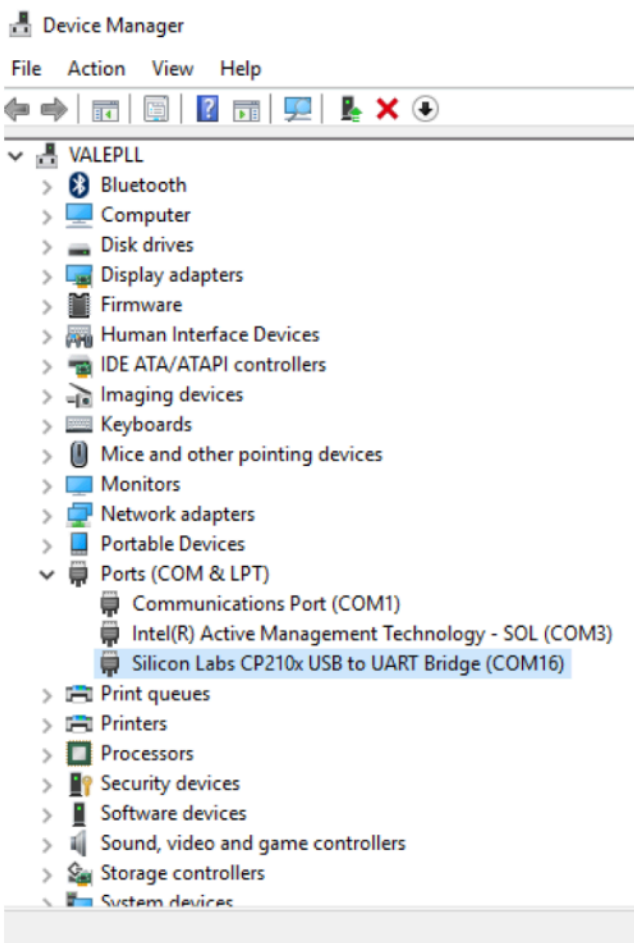 Device Manager
File Action View Help
VALEPLL
Bluetooth
Computer
Disk drives
Display adapters
Firmware
Human Interface Devices
IDE ATA/ATAPI controllers
Imaging devices
Keyboards
Mice and other pointing devices
Monitors
Network adapters
Portable Devices
Ports (COM & LPT)
Communications Port (COM1)
Intel(R) Active Management Technology - SOL (COM3)
Silicon Labs CP210x USB to UART Bridge (COM16)
Print queues
Printers
Processors
Security devices
Software devices
Sound, video and game controllers
Storage controllers
System devices